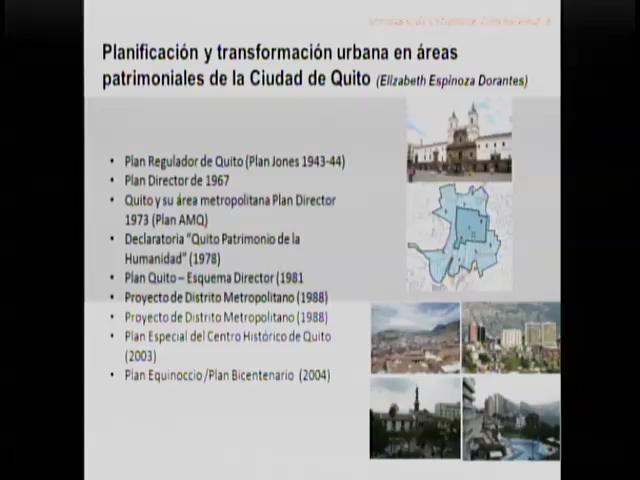 Planificación y transformación urbana en áreas
patrimoniales de la Ciudad de Quito (Elizabeth Espinoza Dorantes)
• Plan Regulador de Quito (Plan Jones 1943-44)
• Plan Director de 1967
• Quito y su área metropolitana Plan Director
1973 (Plan AMQ)
• Declaratoria "Quito Patrimonio de la
Humanidad" (1978)
• Plan Quito – Esquema Director (1981
• Proyecto de Distrito Metropolitano (1988)
• Proyecto de Distrito Metropolitano (1988)
• Plan Especial del Centro Histórico de Quito
(2003)
• Plan Equinoccio/Plan Bicentenario (2004)